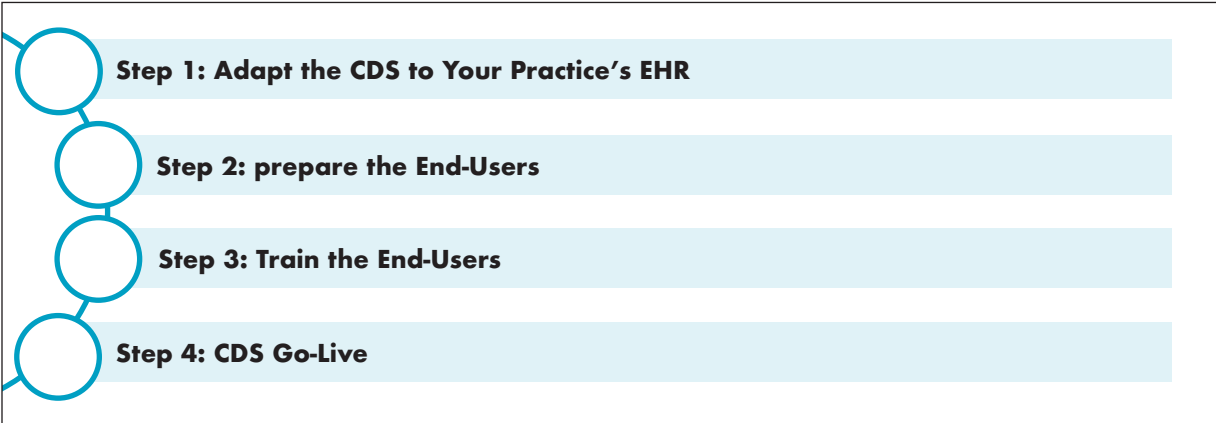 Step 1: Adapt the CDS to Your Practice’s EHR
Step 2: prepare the End-Users
Step 3: Train the End-Users
Step 4: CDS Go-Live